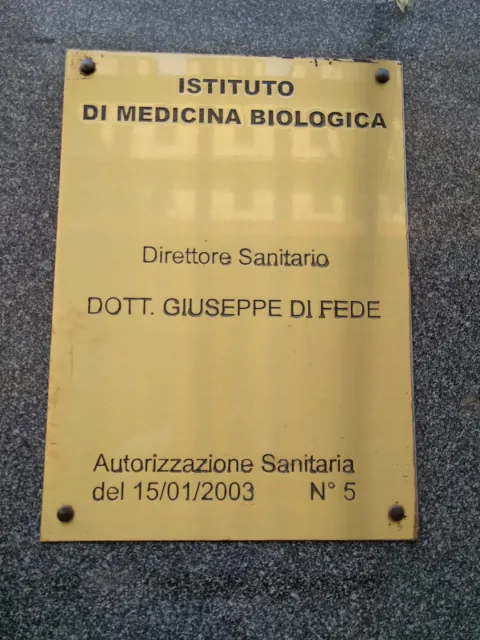 ISTITUTO
DI MEDICINA BIOLOGICA
Direttore Sanitario
DOTT. GIUSEPPE DI FEDE
Autorizzazione Sanitaria
del 15/01/2003 N° 5